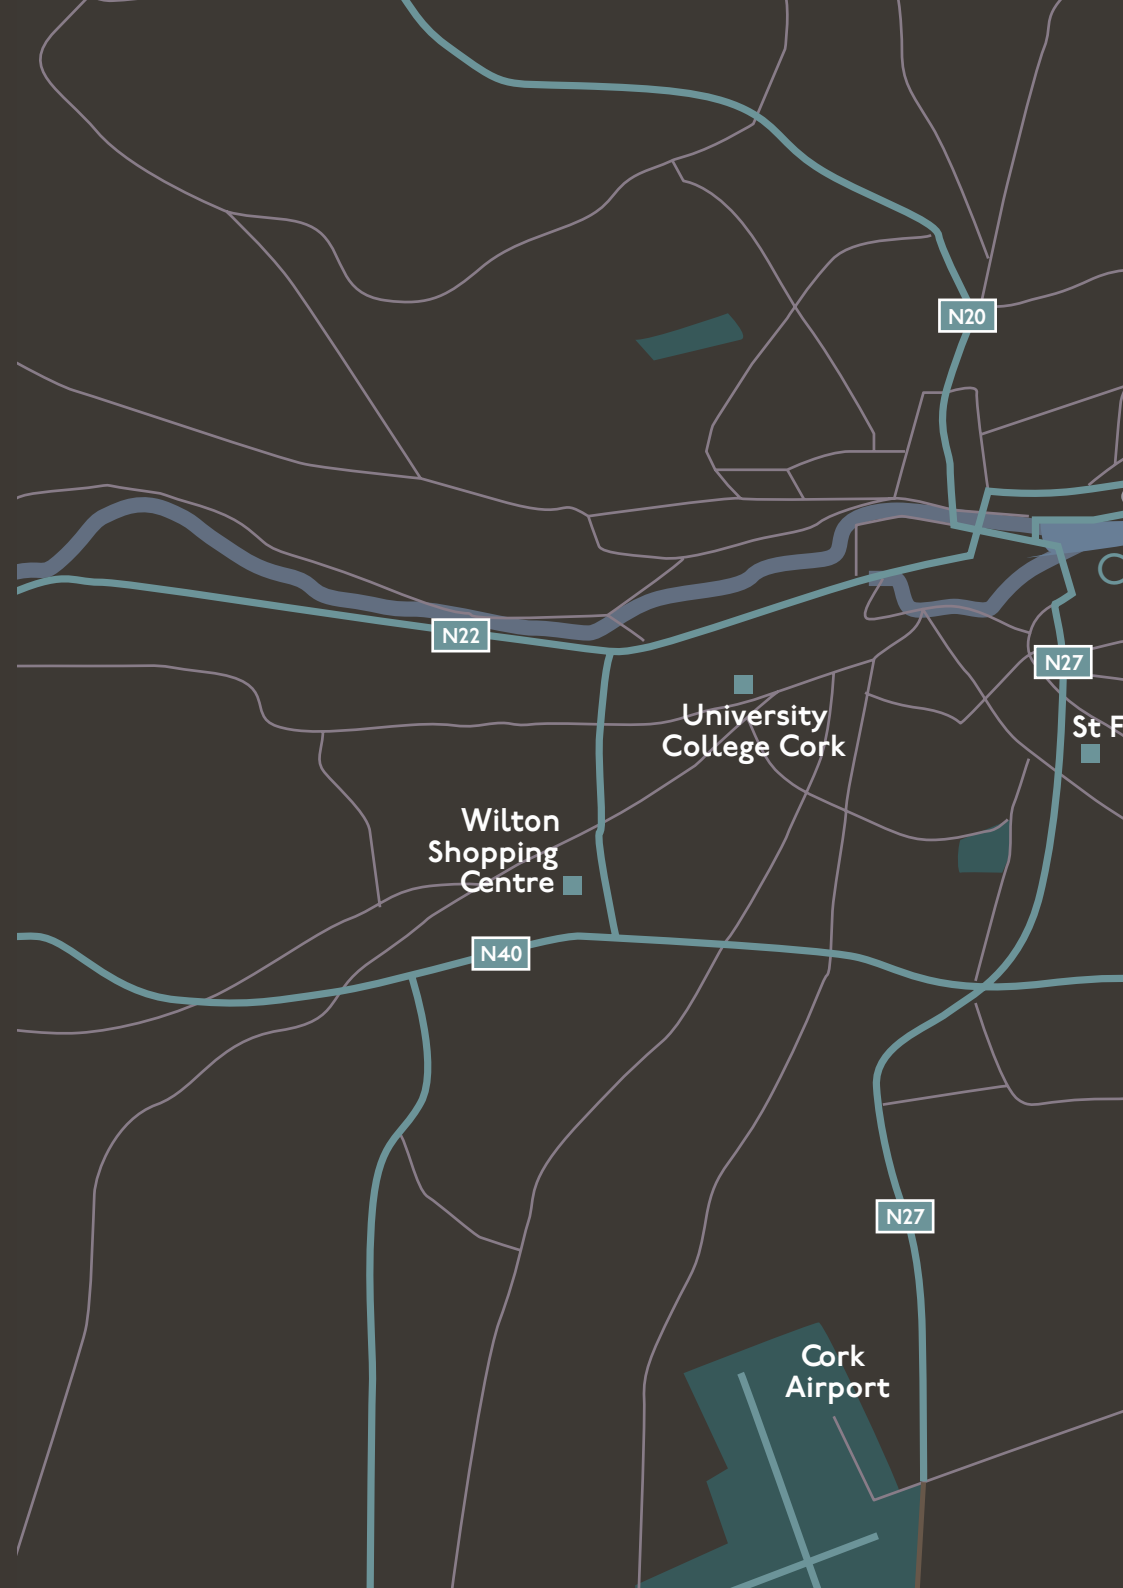 N20
N22
N27
University
College Cork
St F
Wilton
Shopping
Centre
N40
N27
Cork
Airport